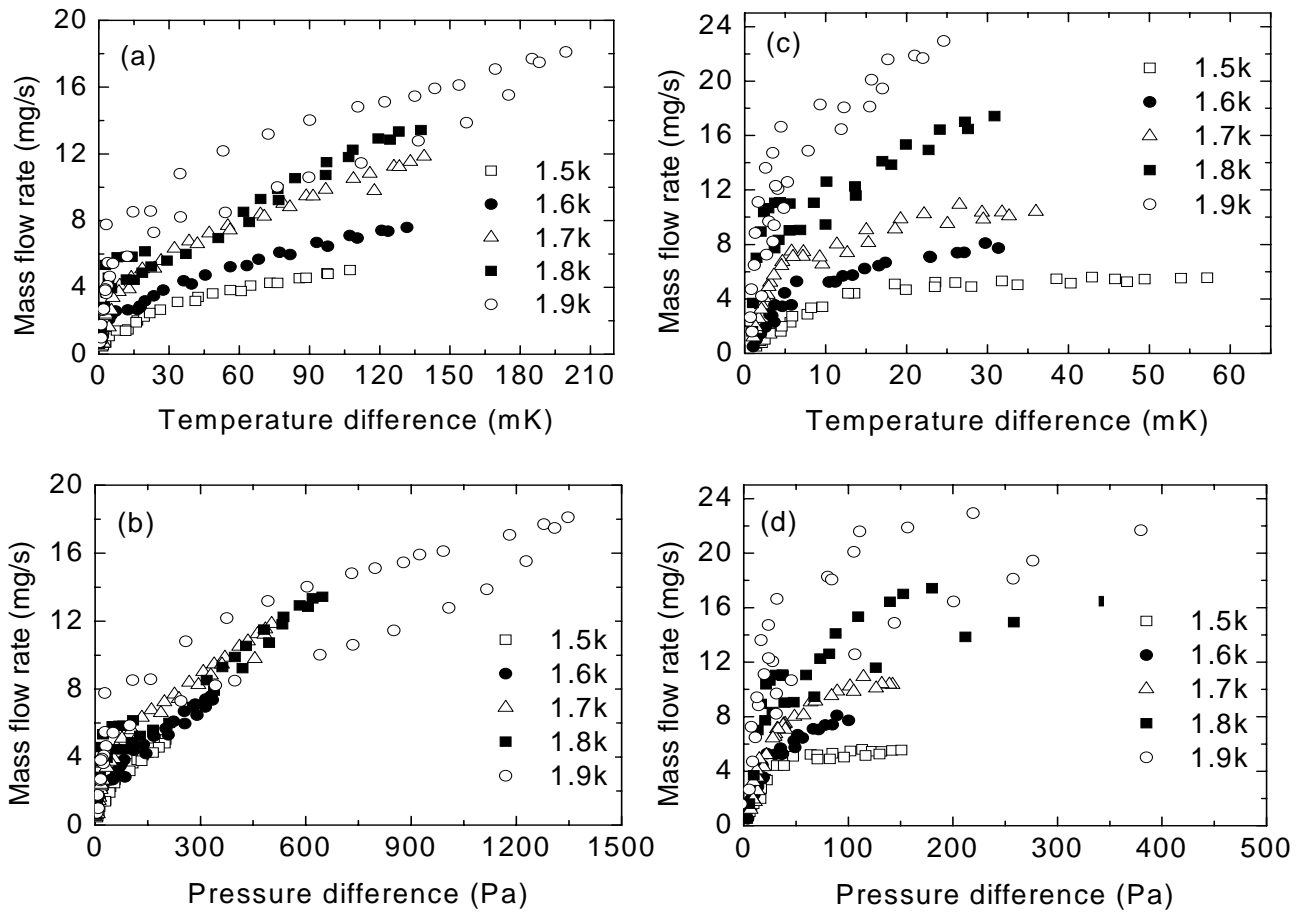 (a)
Mass flow rate (mg/s)
20
16
12
8
4
0
1.5k
1.6k
1.7k
1.8k
1.9k
0 30 60 90 120 150 180 210
Temperature difference (mK)
(c)
Mass flow rate (mg/s)
24
20
16
12
8
4
0
1.5k
1.6k
1.7k
1.8k
1.9k
0 10 20 30 40 50 60
Temperature difference (mK)
(b)
Mass flow rate (mg/s)
20
16
12
8
4
0
1.5k
1.6k
1.7k
1.8k
1.9k
0 300 600 900 1200 1500
Pressure difference (Pa)
(d)
Mass flow rate (mg/s)
24
20
16
12
8
4
0
1.5k
1.6k
1.7k
1.8k
1.9k
0 100 200 300 400 500
Pressure difference (Pa)